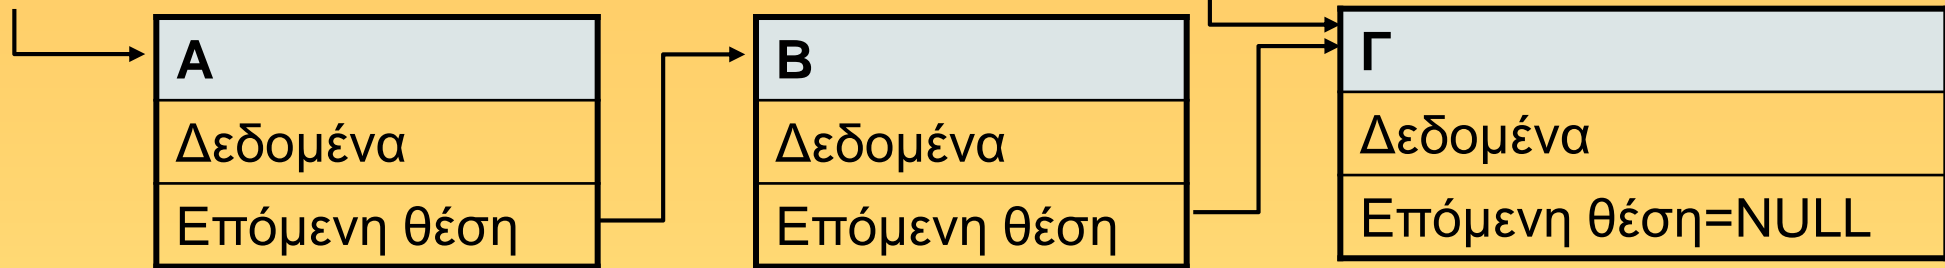 Α
Δεδομένα
Επόμενη θέση
Β
Δεδομένα
Επόμενη θέση
Γ
Δεδομένα
Επόμενη θέση=NULL